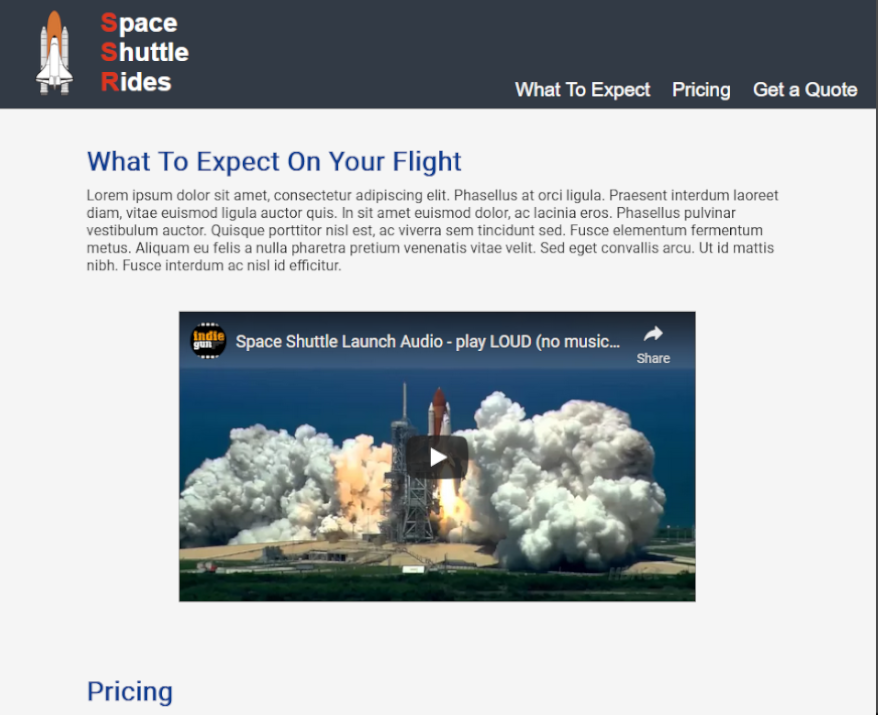 Space
Shuttle
Rides
What To Expect Pricing Get a Quote
What To Expect On Your Flight
Lorem ipsum dolor sit amet, consectetur adipiscing elit. Phasellus at orci ligula. Praesent interdum laoreet
diam, vitae euismod ligula auctor quis. In sit amet euismod dolor, ac lacinia eros. Phasellus pulvinar
vestibulum auctor. Quisque porttitor nisl est, ac viverra sem tincidunt sed. Fusce elementum fermentum
metus. Aliquam eu felis a nulla pharetra pretium venenatis vitae velit. Sed eget convallis arcu. Ut id mattis
nibh. Fusce interdum ac nisl id efficitur.
indie
gun
Space Shuttle Launch Audio - play LOUD (no music...
Share
Pricing